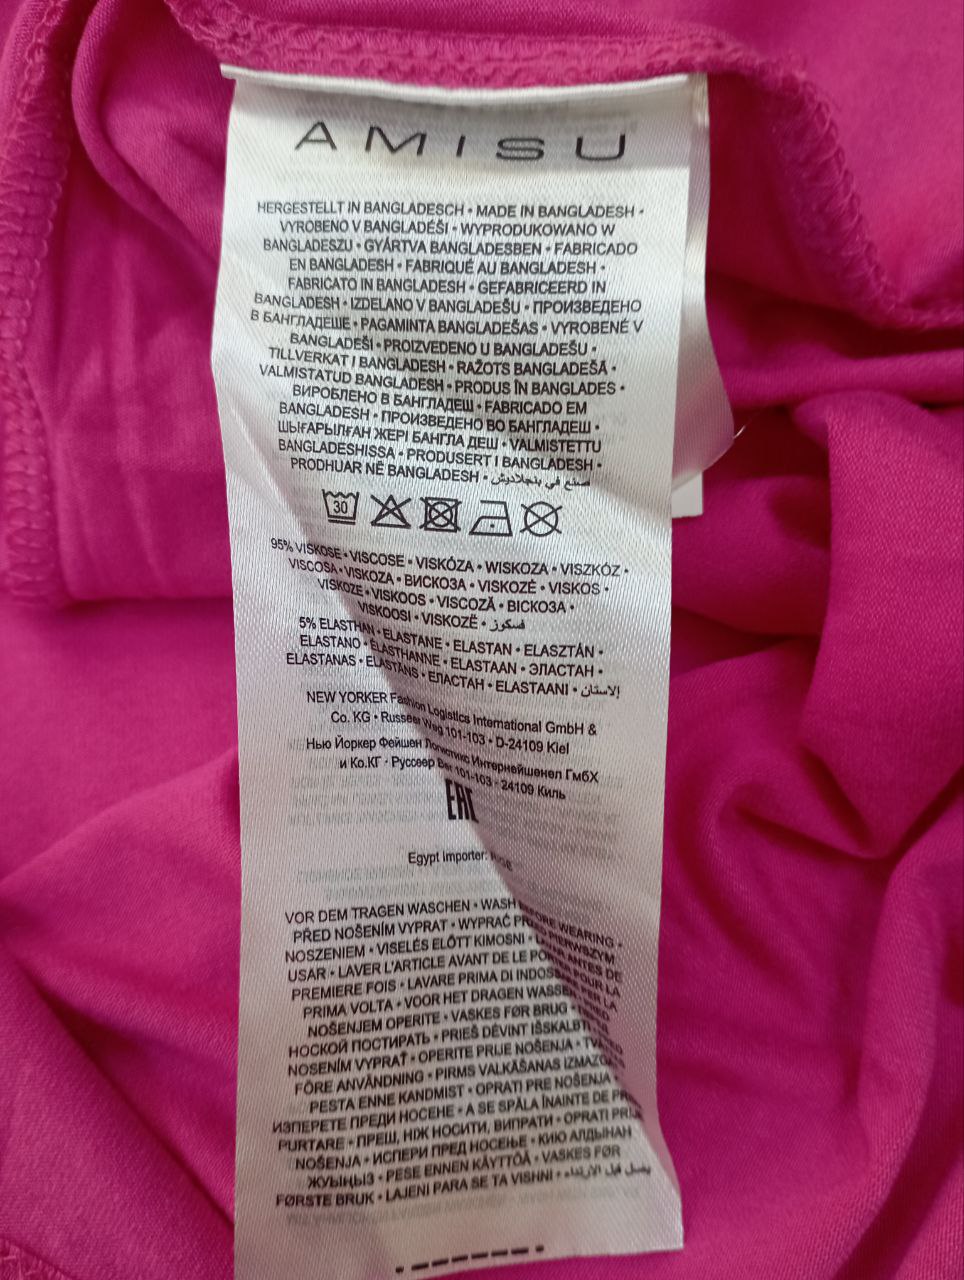 AMISU
HERGESTELLT IN BANGLADESCH • MADE IN BANGLADESH •
VYROBENO V BANGLADÉŠI • WYPRODUKOWANO W
BANGLADESZU • GYÁRTVA BANGLADESBEN • FABRICADO
EN BANGLADESH • FABRIQUÉ AU BANGLADESH •
FABRICATO IN BANGLADESH • GEFABRICEERD IN
BANGLADESH • IZDELANO V BANGLADEŠU • ПРОИЗВЕДЕНО
В БАНГЛАДЕШЕ • PAGAMINTA BANGLADEŠAS • VYROBENÉ V
BANGLADEŠI • PROIZVEDENO U BANGLADEŠU •
TILLVERKAT I BANGLADESH • RAŽOTS BANGLADEŠĀ •
VALMISTATUD BANGLADESH • PRODUS ÎN BANGLADES •
ВИРОБЛЕНО В БАНГЛАДЕШ • FABRICADO EM
BANGLADESH • ПРОИЗВЕДЕНО ВО БАНГЛАДЕШ •
ШЫҒАРЫЛҒАН ЖЕРІ БАНГЛА ДЕШ • VALMISTETTU
BANGLADESHISSA • PRODUSERT I BANGLADESH •
PRODHUAR NË BANGLADESH • صنع في بنجلاديش
30
95% VISKOSE • VISCOSE • VISKÓZA • WISKOZA • VISZKÓZ •
VISCOSA • VISKOZA • ВИСКОЗА • VISKOZÉ • VISKOS •
VISKOZE • VISKOOS • VISCOZĂ • ВІСКОЗА •
VISKOOSI • VISKOZË • فسكوز
5% ELASTHAN • ELASTANE • ELASTAN • ELASZTÁN •
ELASTANO • ELASTHANNE • ELASTAAN • ЭЛАСТАН •
ELASTANAS • ELASTĀNS • ЕЛАСТАН • ELASTAANI • الاستان
NEW YORKER Fashion Logistics International GmbH &
Co. KG • Russeer Weg 101-103 • D-24109 Kiel
Нью Йоркер Фейшен Логистикс Интернейшенел ГмбХ
и Ко.КГ • Руссеер Вег 101-103 • 24109 Киль
EAC
Egypt importer:
VOR DEM TRAGEN WASCHEN • WASH BEFORE WEARING •
PŘED NOŠENÍM VYPRAT • WYPRAĆ PRZED PIERWSZYM
NOSZENIEM • VISELÉS ELŐTT KIMOSNI • ANTES DE
USAR • LAVER L'ARTICLE AVANT DE LE PORTER POUR LA
PREMIERE FOIS • LAVARE PRIMA DI INDOSSARE PER LA
PRIMA VOLTA • VOOR HET DRAGEN WASSEN • PRED
NOŠENJEM OPERITE • VASKES FØR BRUG •
НОСКОЙ ПОСТИРАТЬ • PRIEŠ DĖVINT IŠSKALBTI •
NOSENÍM VYPRAŤ • OPERITE PRIJE NOŠENJA • TVÄTTAS
FÖRE ANVÄNDNING • PIRMS VALKĀŠANAS IZMAZGĀT
PESTA ENNE KANDMIST • OPRATI PRE NOŠENJA •
ИЗПЕРЕТЕ ПРЕДИ НОСЕНЕ • A SE SPĂLA ÎNAINTE DE
PURTARE • ПРЕШ, НІЖ НОСИТИ, ВИПРАТИ • OPRATI PRIJE
NOŠENJA • ИСПЕРИ ПРЕД НОСЕЊЕ • КИЮ АЛДЫНАН
ЖУЫҢЫЗ • PESE ENNEN KÄYTTÖÄ • VASKES FØR
FØRSTE BRUK • LAJENI PARA SE TA VISHNI • يغسل قبل الارتداء